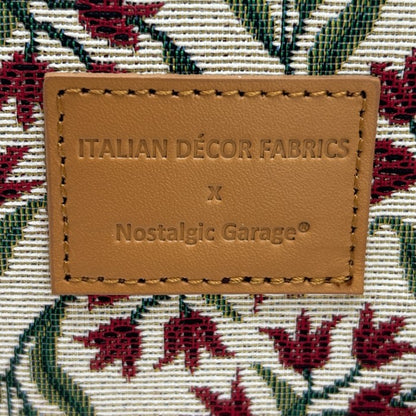 ITALIAN DÉCOR FABRICS
x
Nostalgic Garage®